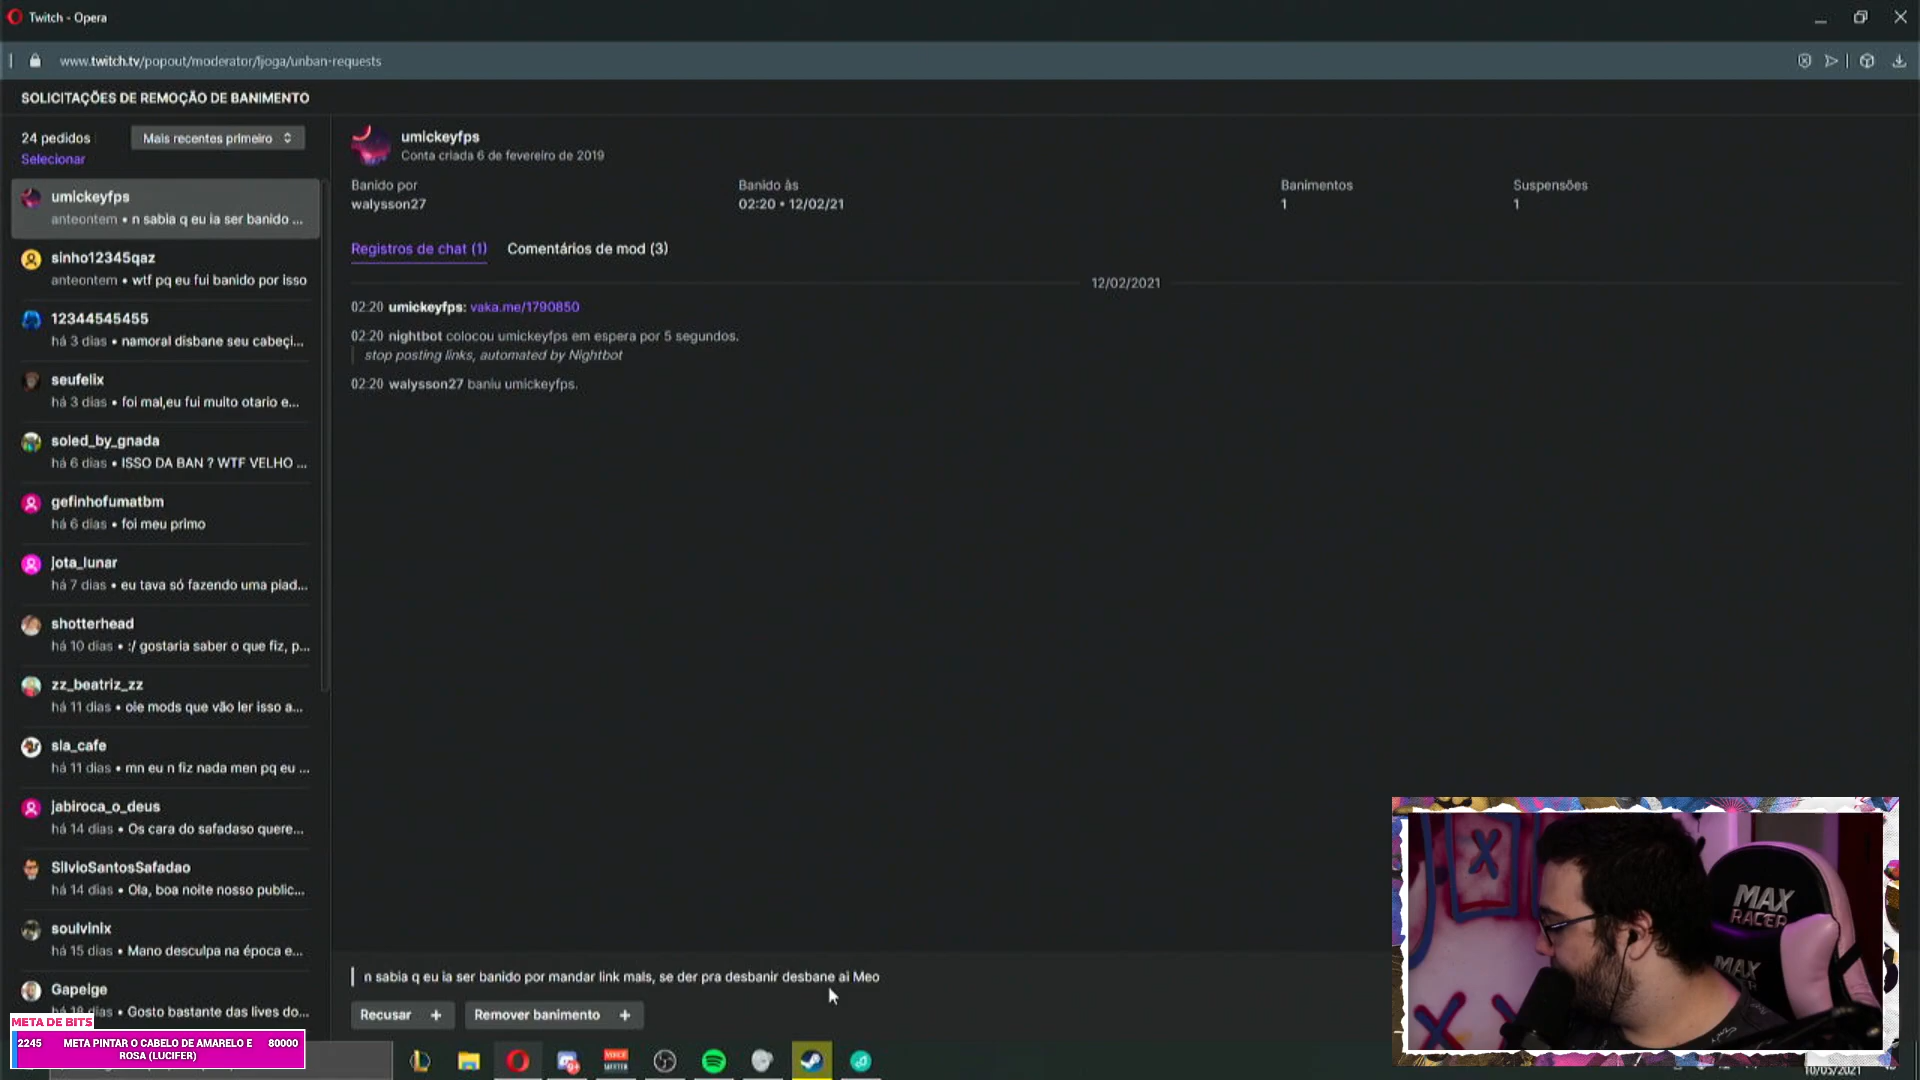 Twitch - Opera
www.twitch.tv/popout/moderator/ljoga/unban-requests
SOLICITAÇÕES DE REMOÇÃO DE BANIMENTO
24 pedidos
Mais recentes primeiro
Selecionar
umickeyfps
anteontem • n sabia q eu ia ser banido ...
sinho12345qaz
anteontem • wtf pq eu fui banido por isso
12344545455
há 3 dias • namoral disbane seu cabeçi...
seufelix
há 3 dias • foi mal,eu fui muito otario e...
soled_by_gnada
há 6 dias • ISSO DA BAN ? WTF VELHO ...
gefinhofumatbm
há 6 dias • foi meu primo
jota_lunar
há 7 dias • eu tava só fazendo uma piad...
shotterhead
há 10 dias • :/ gostaria saber o que fiz, p...
zz_beatriz_zz
há 11 dias • oie mods que vão ler isso a...
sla_cafe
há 11 dias • mn eu n fiz nada men pq eu ...
jabiroca_o_deus
há 14 dias • Os cara do safadaso quere...
SilvioSantosSafadao
há 14 dias • Ola, boa noite nosso public...
soulvinix
há 15 dias • Mano desculpa na época e...
Gapeige
há 19 dias • Gosto bastante das lives do...
umickeyfps
Conta criada 6 de fevereiro de 2019
Banido por
walysson27
Banido às
02:20 • 12/02/21
Banimentos
1
Suspensões
1
Registros de chat (1)
Comentários de mod (3)
12/02/2021
02:20 umickeyfps: vaka.me/1790850
02:20 nightbot colocou umickeyfps em espera por 5 segundos.
stop posting links, automated by Nightbot
02:20 walysson27 baniu umickeyfps.
n sabia q eu ia ser banido por mandar link mals, se der pra desbanir desbane ai Meo
Recusar +
Remover banimento +
META DE BITS
2245 META PINTAR O CABELO DE AMARELO E ROSA (LUCIFER) 80000
MAX
RACER
MAX
10/05/2021